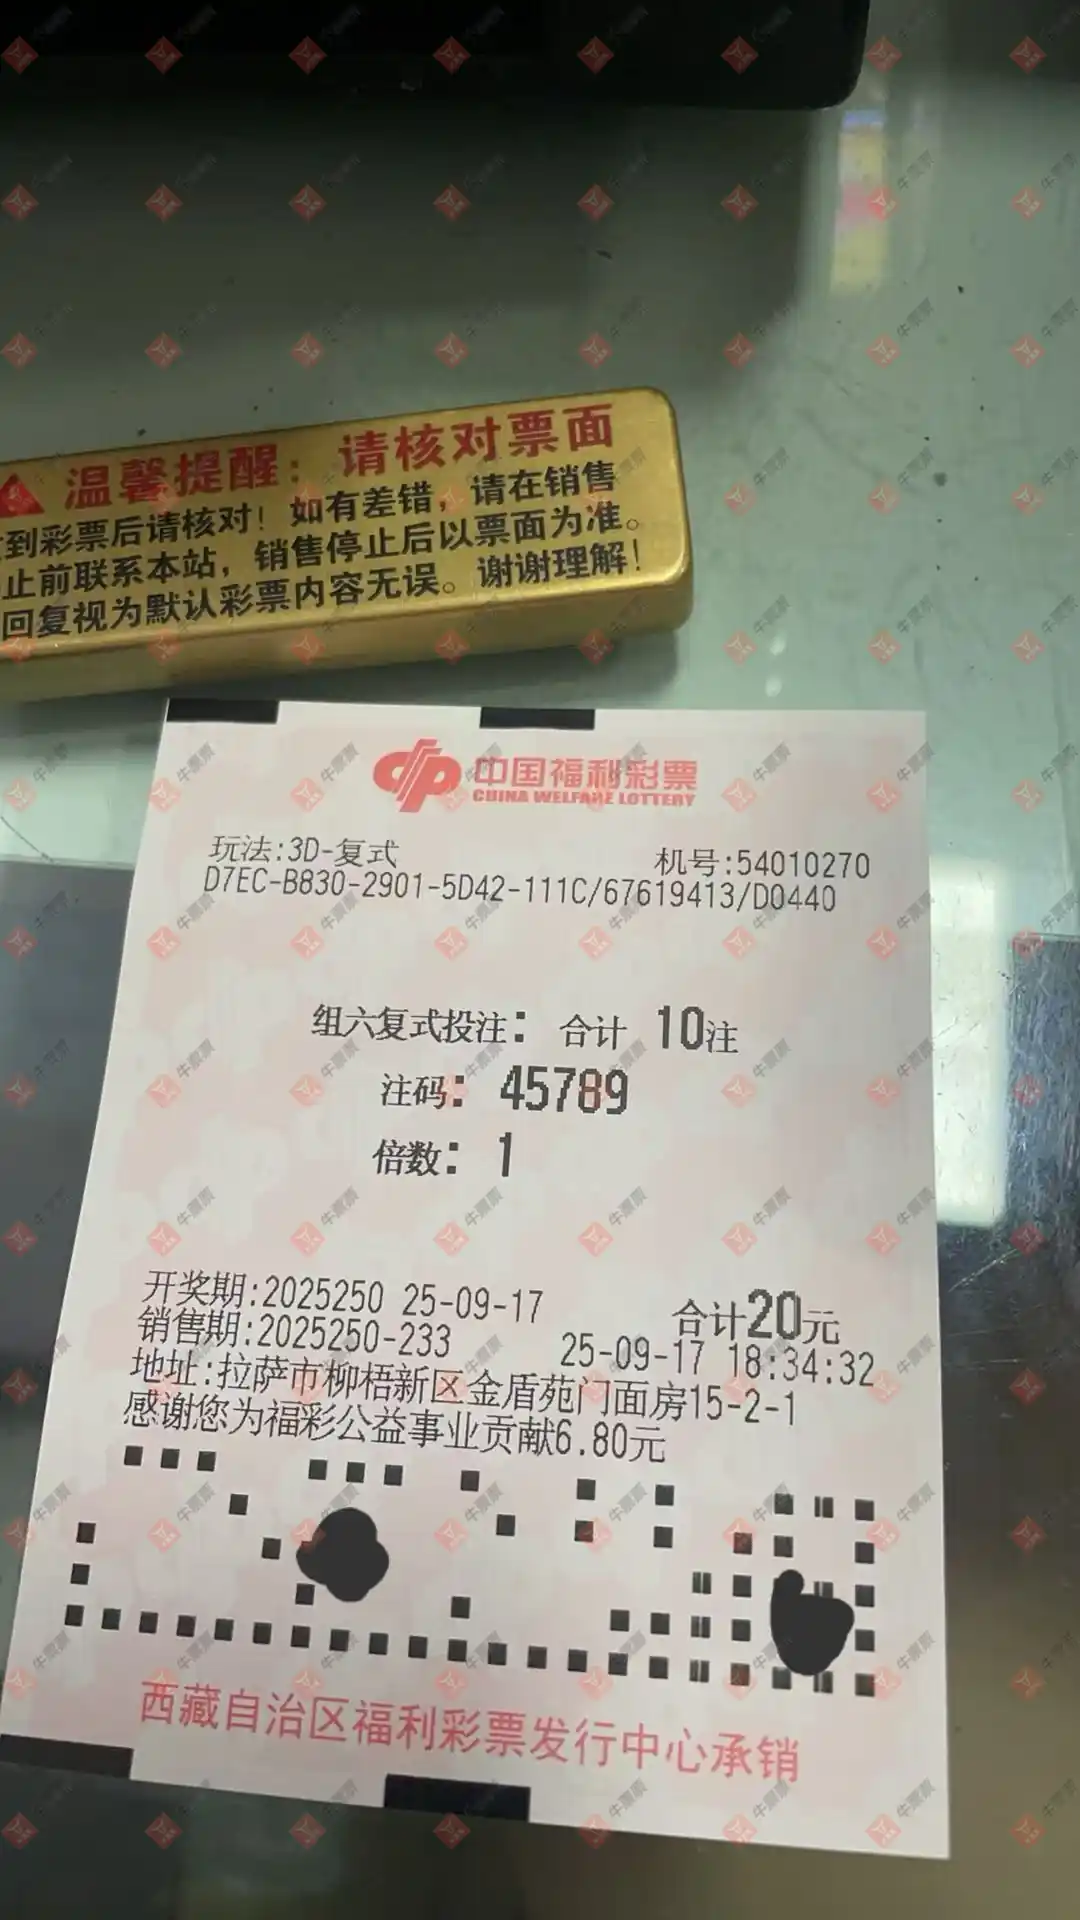 温馨提醒：请核对票面
到彩票后请核对！如有差错，请在销售
止前联系本站，销售停止后以票面为准。
回复视为默认彩票内容无误。谢谢理解！
中国福利彩票
CHINA WELFARE LOTTERY
玩法:3D-复式 机号:54010270
D7EC-B830-2901-5D42-111C/67619413/D0440
组六复式投注：合计 10注
注码：45789
倍数：1
开奖期:2025250 25-09-17 合计20元
销售期:2025250-233 25-09-17 18:34:32
地址:拉萨市柳梧新区金盾苑门面房15-2-1
感谢您为福彩公益事业贡献6.80元
西藏自治区福利彩票发行中心承销
牛票票